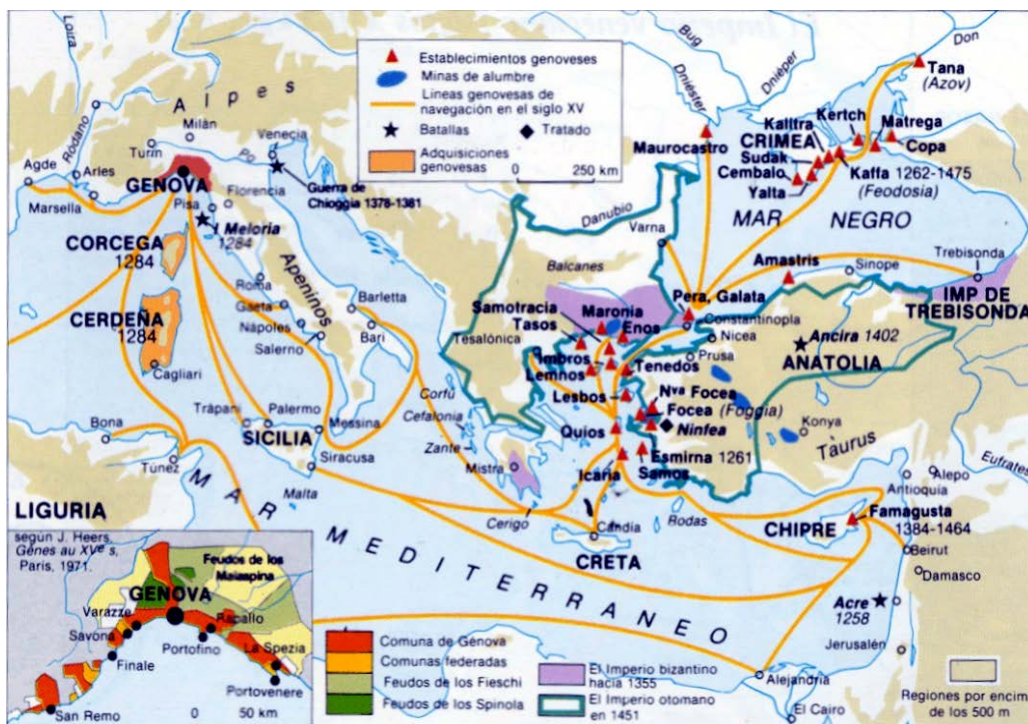 Loira
Ródano
Alpes
Milán
Turín
Po
Venecia
GENOVA
Florencia
Guerra de
Chioggia 1378-1381
Agde
Arles
Marsella
Pisa
Meloria
1284
CORCEGA
1284
Apeninos
Roma
Gaeta
Barletta
Nápoles
Bari
Salerno
CERDEÑA
1284
Cagliari
Trápani
Palermo
Messina
Bona
SICILIA
Túnez
Siracusa
Malta
MAR MEDITERRANEO
Establecimientos genoveses
Minas de alumbre
Líneas genovesas de
navegación en el siglo XV
Batallas
Tratado
Adquisiciones
genovesas
0 250 km
Bug
Dniéper
Dniéster
Don
Tana
(Azov)
Maurocastro
Kertch
Matrega
Kalitra
CRIMEA
Copa
Sudak
Cembalo
Yalta
Kaffa 1262-1475
(Feodosia)
MAR NEGRO
Danubio
Varna
Balcanes
Trebisonda
Amastris
Sinope
IMP DE
TREBISONDA
Samotracia
Maronia
Pera, Galata
Tasos
Enos
Constantinopla
Nicea
Ancira 1402
Tesalónica
Prusa
ANATOLIA
Imbros
Lemnos
Tenedos
Lesbos
Nva Focea
Focea (Foggia)
Corfú
Cefalonia
Quios
Ninfea
Konya
Tàurus
Zante
Mistra
Esmirna 1261
Icaria
Samos
Eufrates
Alepo
Antioquía
Cerigo
Candía
Rodas
CHIPRE
Famagusta
1384-1464
CRETA
Beirut
Damasco
Acre
1258
Jerusalén
Alejandría
El Cairo
LIGURIA
según J. Heers,
Gênes au XVe s,
París, 1971.
Feudos de los
Malaspina
GENOVA
Varazze
Rapallo
Savona
Portofino
La Spezia
Finale
Portovenere
San Remo
0 50 km
Comuna de Génova
Comunas federadas
Feudos de los Fieschi
Feudos de los Spinola
El Imperio bizantino
hacia 1355
El Imperio otomano
en 1451
Regiones por encim
de los 500 m